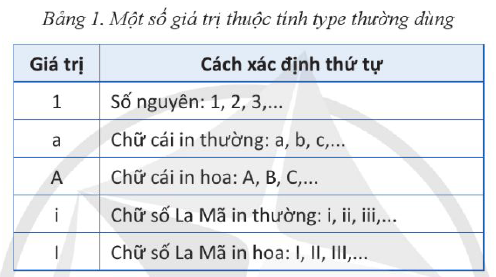 Bảng 1. Một số giá trị thuộc tính type thường dùng
Giá trị Cách xác định thứ tự
1 Số nguyên: 1, 2, 3,...
a Chữ cái in thường: a, b, c,...
A Chữ cái in hoa: A, B, C,...
i Chữ số La Mã in thường: i, ii, iii,...
I Chữ số La Mã in hoa: I, II, III,...